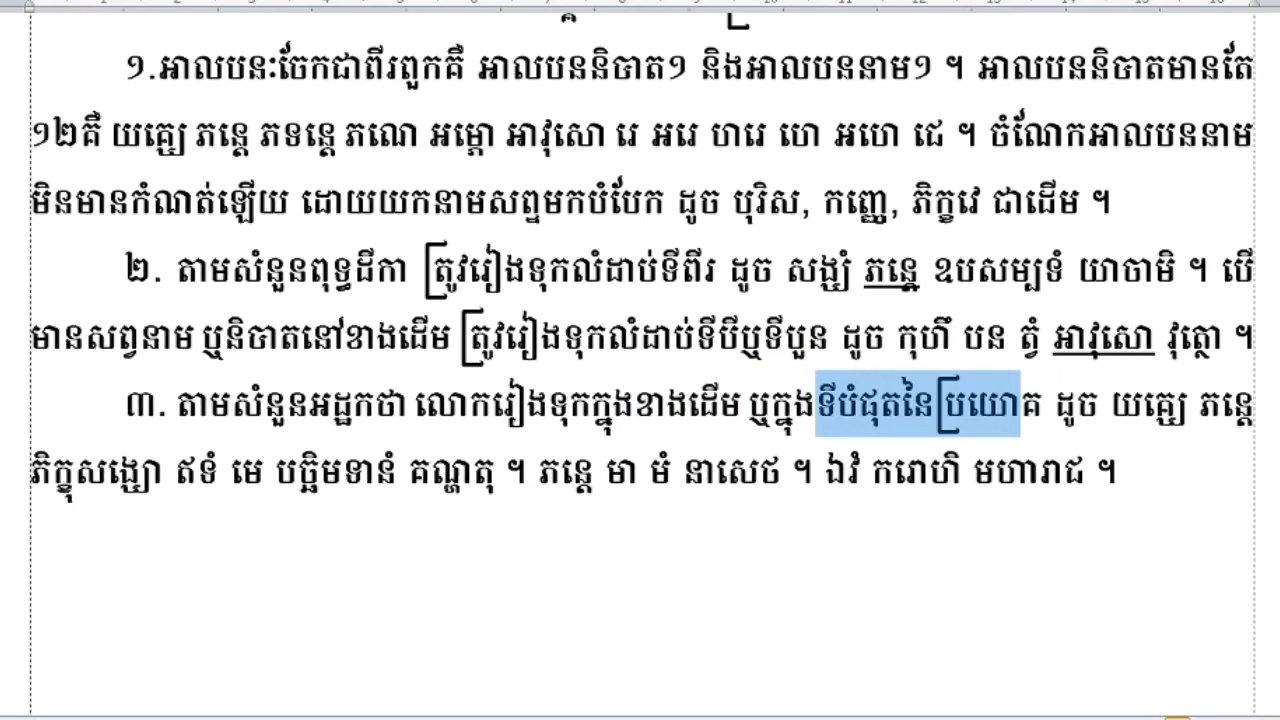 ១.អាលបនៈចែកជាពីរពួកគឺ អាលបននិបាត១ និងអាលបននាម១ ។ អាលបននិបាតមានតែ
១២គឺ យគ្ឃេ ភន្តេ ភទន្តេ ភណេ អម្ភោ អាវុសោ រេ អរេ ហរេ ហេ អហេ ជេ ។ ចំណែកអាលបននាម
មិនមានកំណត់ឡើយ ដោយយកនាមសព្ទមកបំបែក ដូច បុរិស, កញ្ញេ, ភិក្ខវេ ជាដើម ។
២. តាមសំនួនពុទ្ធដីកា ត្រូវរៀងទុកលំដាប់ទីពីរ ដូច សង្ឃំ ភន្តេ ឧបសម្បទំ យាចាមិ ។ បើ
មានសព្វនាម ឬនិបាតនៅខាងដើម ត្រូវរៀងទុកលំដាប់ទីបីឬទីបួន ដូច កុហឹ បន ត្វំ អាវុសោ វុត្ថោ ។
៣. តាមសំនួនអដ្ឋកថា លោករៀងទុកក្នុងខាងដើម ឬក្នុងទីបំផុតនៃប្រយោគ ដូច យគ្ឃេ ភន្តេ
ភិក្ខុសង្ឃោ ឥទំ មេ បច្ឆិមទានំ គណ្ហតុ ។ ភន្តេ មា មំ នាសេថ ។ ឯវំ ករោហិ មហារាជ ។